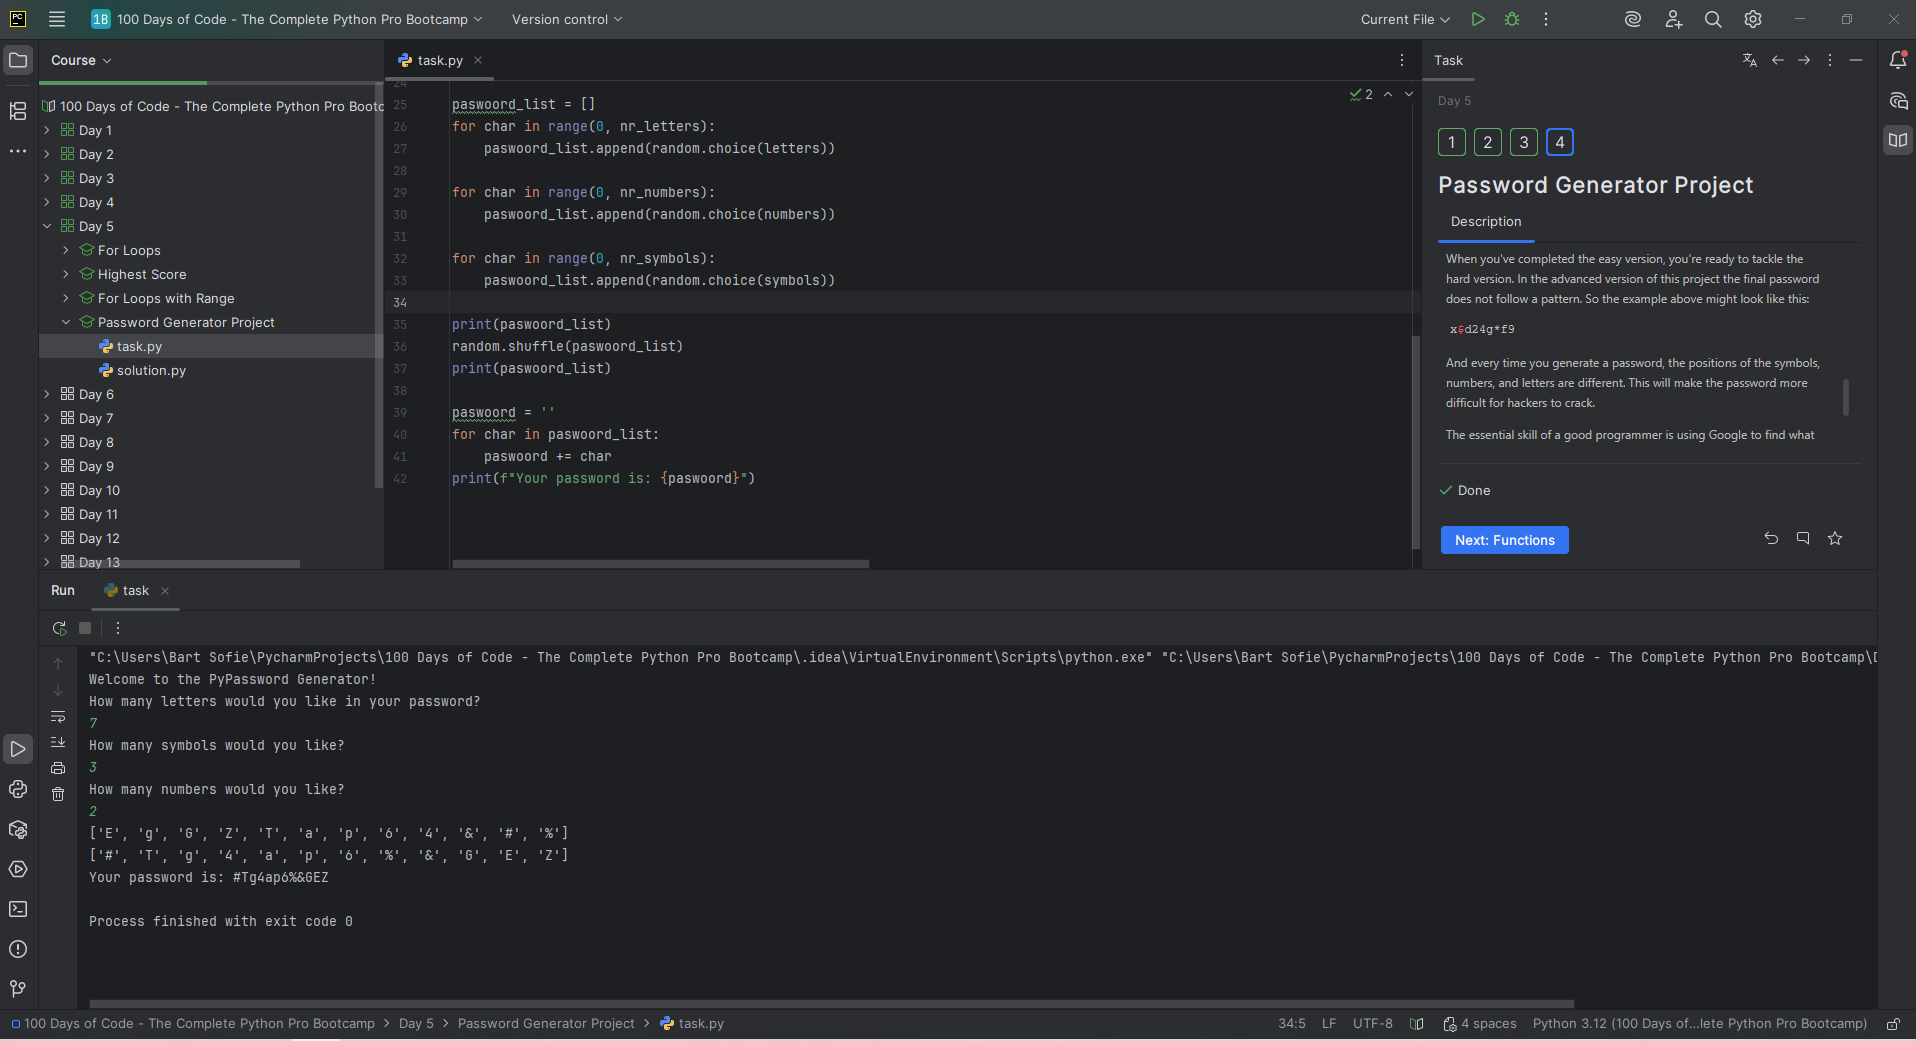 PC
1B 100 Days of Code - The Complete Python Pro Bootcamp
Version control
Current File
Course
100 Days of Code - The Complete Python Pro Bootc
Day 1
Day 2
Day 3
Day 4
Day 5
For Loops
Highest Score
For Loops with Range
Password Generator Project
task.py
solution.py
Day 6
Day 7
Day 8
Day 9
Day 10
Day 11
Day 12
Day 13
task.py
2
24
25 paswoord_list = []
26 for char in range(0, nr_letters):
27 paswoord_list.append(random.choice(letters))
28
29 for char in range(0, nr_numbers):
30 paswoord_list.append(random.choice(numbers))
31
32 for char in range(0, nr_symbols):
33 paswoord_list.append(random.choice(symbols))
34
35 print(paswoord_list)
36 random.shuffle(paswoord_list)
37 print(paswoord_list)
38
39 paswoord = ''
40 for char in paswoord_list:
41 paswoord += char
42 print(f"Your password is: {paswoord}")
Task
Day 5
1 2 3 4
Password Generator Project
Description
When you've completed the easy version, you're ready to tackle the
hard version. In the advanced version of this project the final password
does not follow a pattern. So the example above might look like this:
x$d24g*f9
And every time you generate a password, the positions of the symbols,
numbers, and letters are different. This will make the password more
difficult for hackers to crack.
The essential skill of a good programmer is using Google to find what
Done
Next: Functions
Run
task
"C:\Users\Bart Sofie\PycharmProjects\100 Days of Code - The Complete Python Pro Bootcamp\.idea\VirtualEnvironment\Scripts\python.exe" "C:\Users\Bart Sofie\PycharmProjects\100 Days of Code - The Complete Python Pro Bootcamp\D
Welcome to the PyPassword Generator!
How many letters would you like in your password?
7
How many symbols would you like?
3
How many numbers would you like?
2
['E', 'g', 'G', 'Z', 'T', 'a', 'p', '6', '4', '&', '#', '%']
['#', 'T', 'g', '4', 'a', 'p', '6', '%', '&', 'G', 'E', 'Z']
Your password is: #Tg4ap6%&GEZ
Process finished with exit code 0
100 Days of Code - The Complete Python Pro Bootcamp > Day 5 > Password Generator Project > task.py
34:5 LF UTF-8 4 spaces Python 3.12 (100 Days of...lete Python Pro Bootcamp)